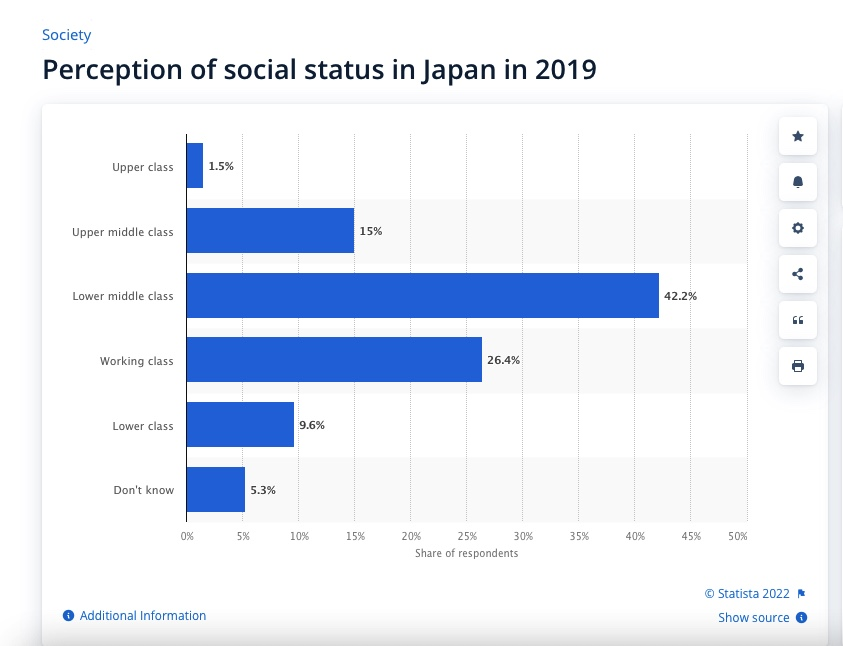 Society
Perception of social status in Japan in 2019
Upper class
1.5%
Upper middle class
15%
Lower middle class
42.2%
Working class
26.4%
Lower class
9.6%
Don't know
5.3%
0% 5% 10% 15% 20% 25% 30% 35% 40% 45% 50%
Share of respondents
© Statista 2022
Additional Information
Show source